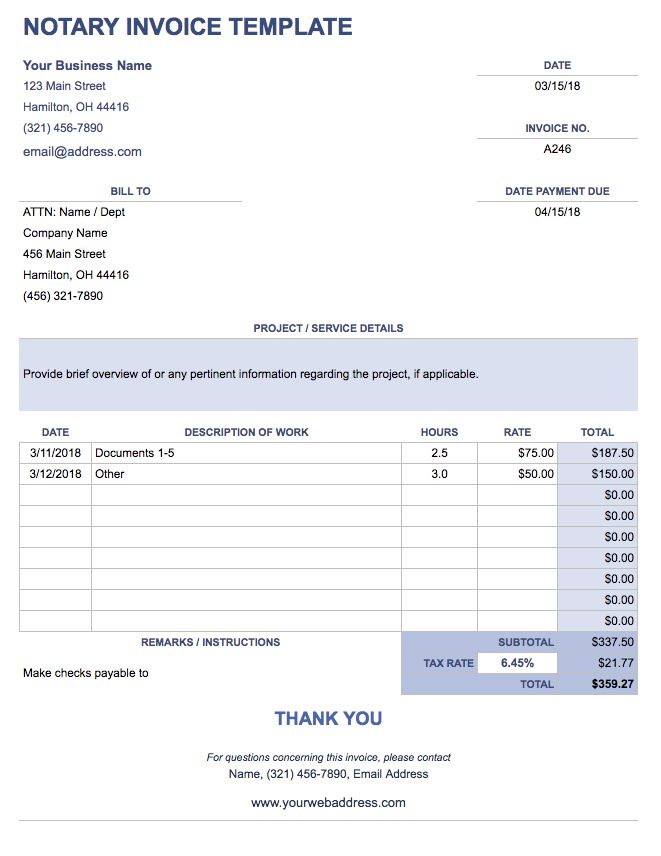 NOTARY INVOICE TEMPLATE
Your Business Name
DATE
123 Main Street
03/15/18
Hamilton, OH 44416
(321) 456-7890
INVOICE NO.
email@address.com
A246
BILL TO
DATE PAYMENT DUE
ATTN: Name / Dept
04/15/18
Company Name
456 Main Street
Hamilton, OH 44416
(456) 321-7890
PROJECT / SERVICE DETAILS
Provide brief overview of or any pertinent information regarding the project, if applicable.
DATE DESCRIPTION OF WORK HOURS RATE TOTAL
3/11/2018 Documents 1-5 2.5 $75.00 $187.50
3/12/2018 Other 3.0 $50.00 $150.00
$0.00
$0.00
$0.00
$0.00
$0.00
$0.00
$0.00
REMARKS / INSTRUCTIONS SUBTOTAL $337.50
TAX RATE 6.45% $21.77
Make checks payable to
TOTAL $359.27
THANK YOU
For questions concerning this invoice, please contact
Name, (321) 456-7890, Email Address
www.yourwebaddress.com